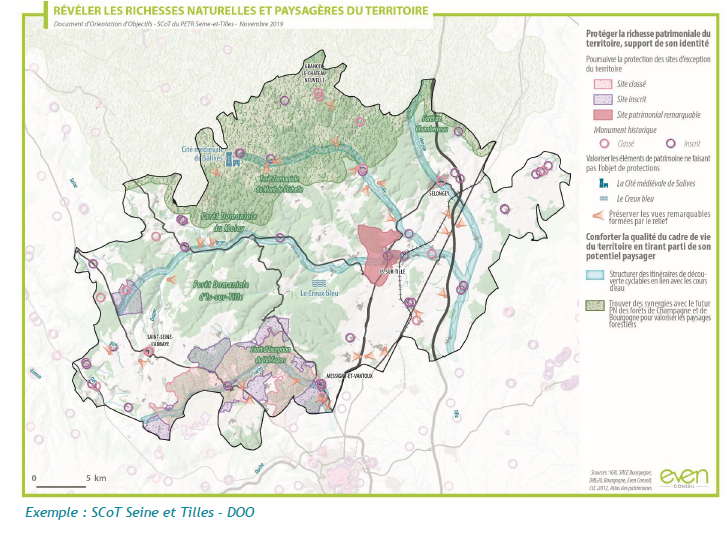 RÉVÉLER LES RICHESSES NATURELLES ET PAYSAGÈRES DU TERRITOIRE
Document d'Orientation d'Objectifs - SCoT du PETR Seine-et-Tilles - Novembre 2019
Protéger la richesse patrimoniale du
territoire, support de son identité
Poursuivre la protection des sites d'exception
du territoire
Site classé
Site inscrit
Site patrimonial remarquable
Monument historique
Classé
Inscrit
Valoriser les éléments de patrimoine ne faisant
pas l'objet de protections
La Cité médiévale de Salives
Le Creux bleu
Préserver les vues remarquables
formées par le relief
Conforter la qualité du cadre de vie
du territoire en tirant parti de son
potentiel paysager
Structurer des itinéraires de décou-
verte cyclables en lien avec les cours
d'eau
Trouver des synergies avec le futur
PN des forêts de Champagne et de
Bourgogne pour valoriser les paysages
forestiers
Cité médiévale
de Salives
Forêt Domaniale
SELONGEY
Forêt Domaniale
IS-SUR-TILLE
Forêt Domaniale
d'Is-sur-Tille
Le Creux bleu
SAINT-SEINE-
L'ABBAYE
MESSIGNY-ET-VANTOUX
Tille
0
5 km
even
CONSEIL
Exemple : SCoT Seine et Tilles - DOO